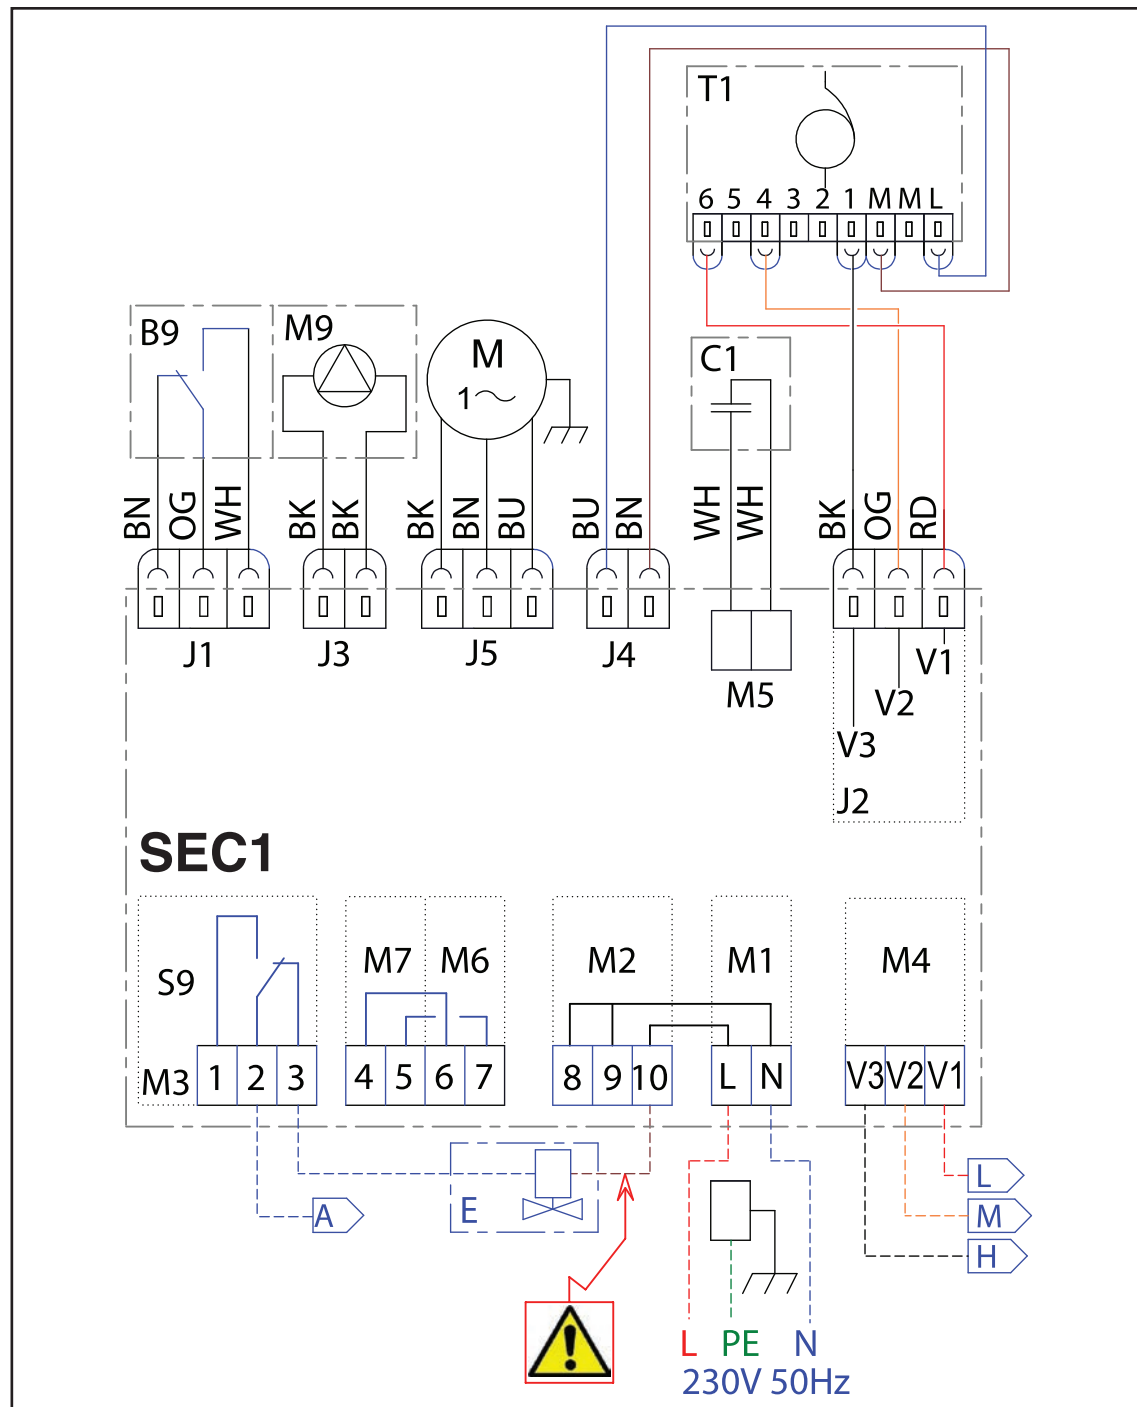 T1
6 5 4 3 2 1 M M L
B9
M9
M
1~
C1
BN OG WH
BK BK
BK BN BU
BU BN
WH WH
BK OG RD
J1
J3
J5
J4
M5
V1
V2
V3
J2
SEC1
S9
M7 M6
M2
M1
M4
M3 1 2 3
4 5 6 7
8 9 10
L N
V3 V2 V1
A
E
L
M
H
L PE N
230V 50Hz